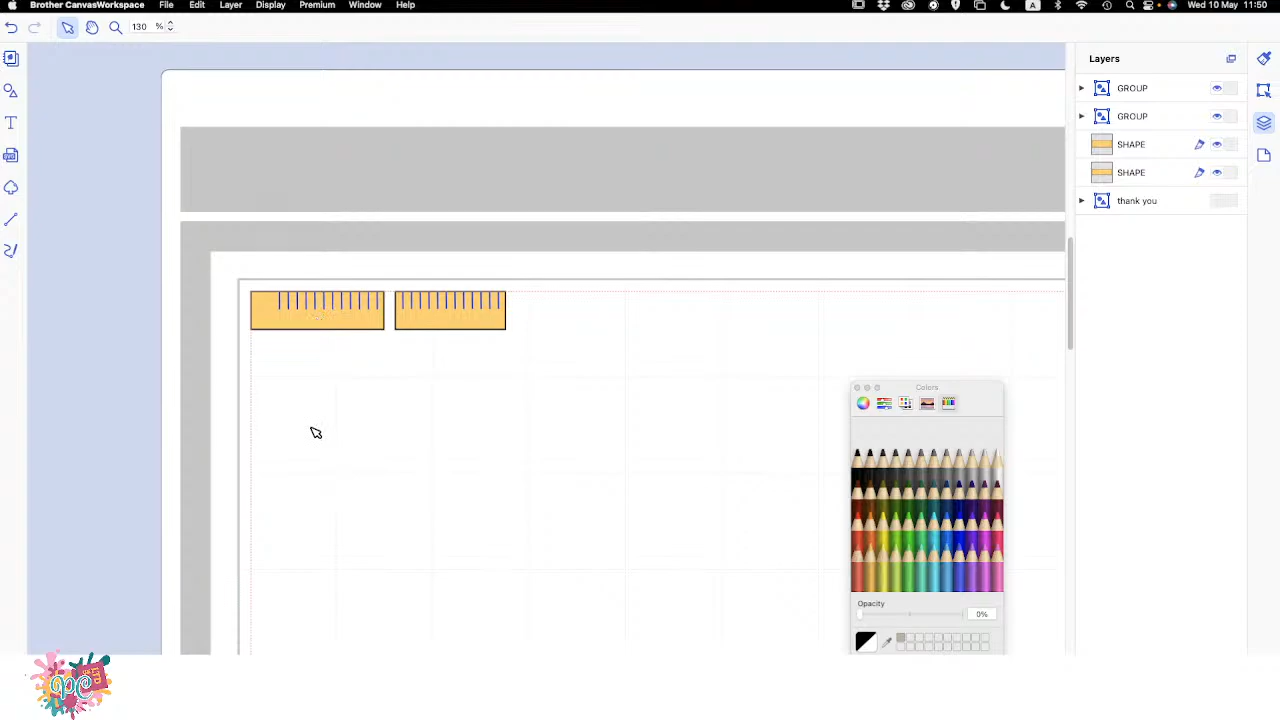 Brother CanvasWorkspace File Edit Layer Display Premium Window Help A Wed 10 May 11:50
130 %
Layers
GROUP
GROUP
SHAPE
SHAPE
thank you
Colors
Opacity
0%
PC